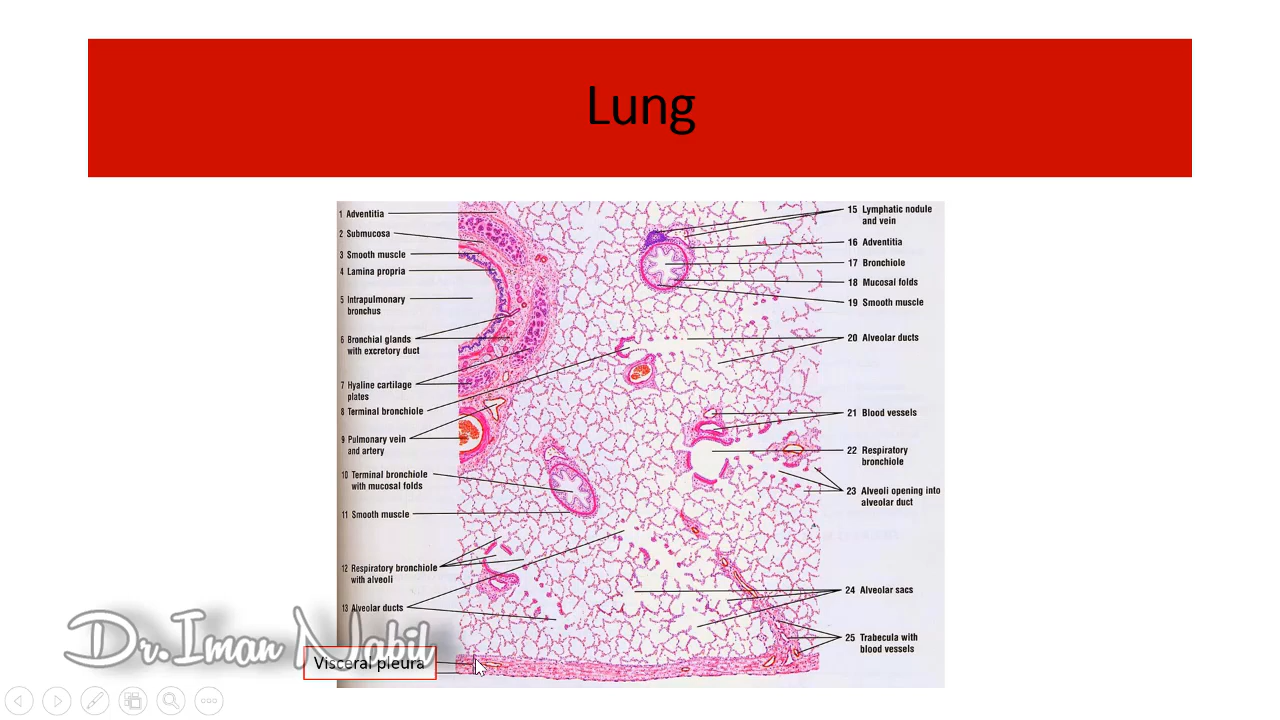 Lung
1 Adventitia
2 Submucosa
3 Smooth muscle
4 Lamina propria
5 Intrapulmonary
bronchus
6 Bronchial glands
with excretory duct
7 Hyaline cartilage
plates
8 Terminal bronchiole
9 Pulmonary vein
and artery
10 Terminal bronchiole
with mucosal folds
11 Smooth muscle
12 Respiratory bronchiole
with alveoli
13 Alveolar ducts
15 Lymphatic nodule
and vein
16 Adventitia
17 Bronchiole
18 Mucosal folds
19 Smooth muscle
20 Alveolar ducts
21 Blood vessels
22 Respiratory
bronchiole
23 Alveoli opening into
alveolar duct
24 Alveolar sacs
25 Trabecula with
blood vessels
Dr.Iman Nabil
Visceral pleura